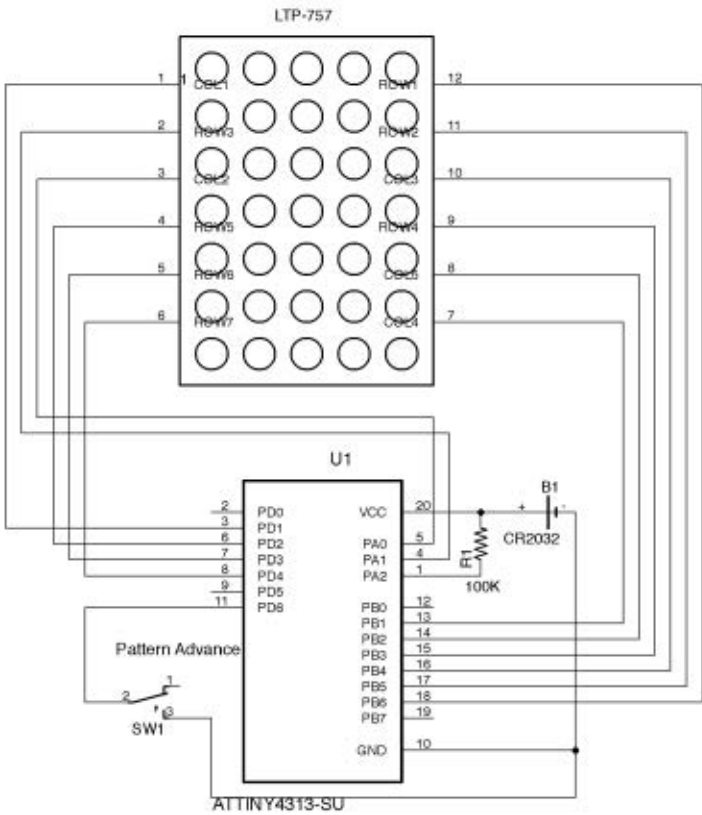 LTP-757
1 1 COL1 ROW1 12
2 ROW3 ROW2 11
3 COL2 COL3 10
4 ROW5 ROW4 9
5 ROW6 COL5 8
6 ROW7 COL4 7
U1
2 PD0 VCC 20
3 PD1
6 PD2 PA0 5
7 PD3 PA1 4
8 PD4 PA2 1
9 PD5
11 PD6 PB0 12
PB1 13
PB2 14
PB3 15
PB4 16
PB5 17
PB6 18
PB7 19
GND 10
B1
+ -
CR2032
R1
100K
Pattern Advance
1
2
3
SW1
ATTINY4313-SU